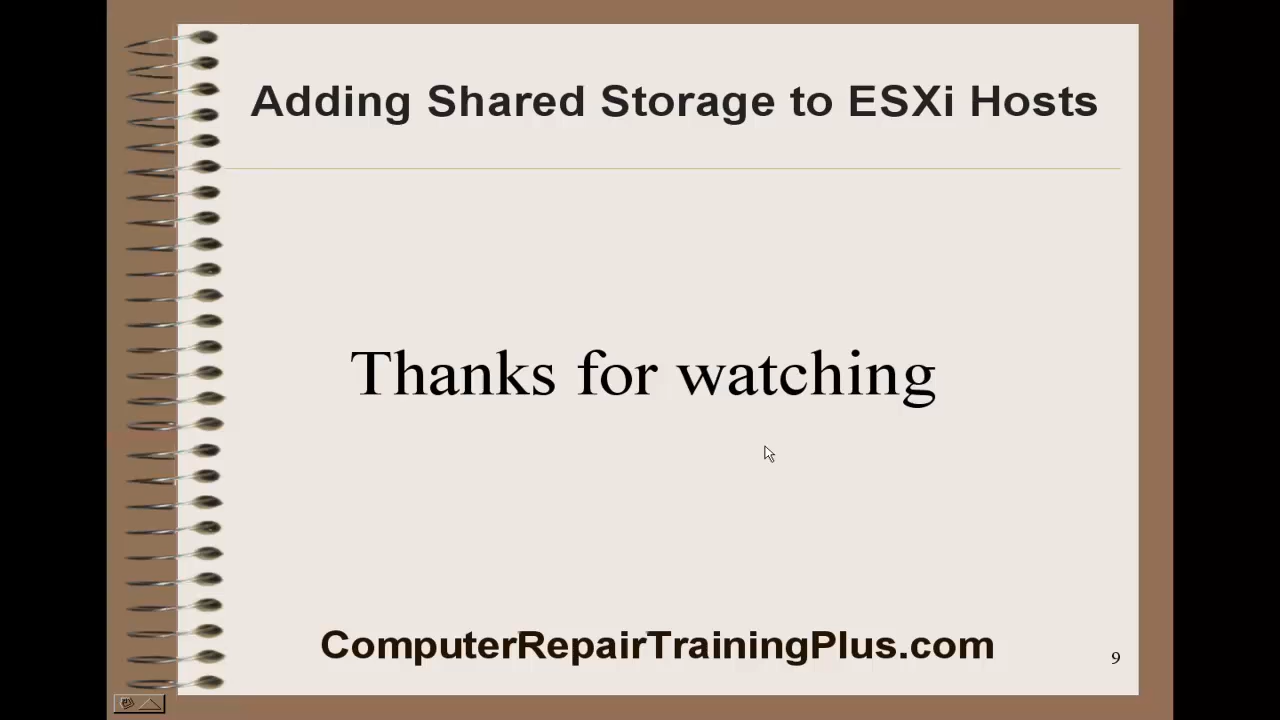 Adding Shared Storage to ESXi Hosts
Thanks for watching
ComputerRepairTrainingPlus.com
9